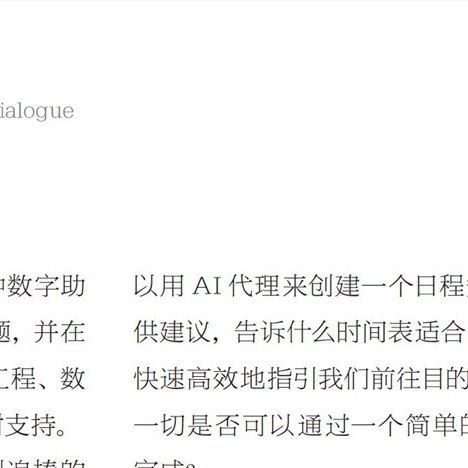 ialogue
数字助
题，并在
工程、数
支持。
以用 AI 代理来创建一个日程
供建议，告诉什么时间表适合
快速高效地指引我们前往目的
一切是否可以通过一个简单的